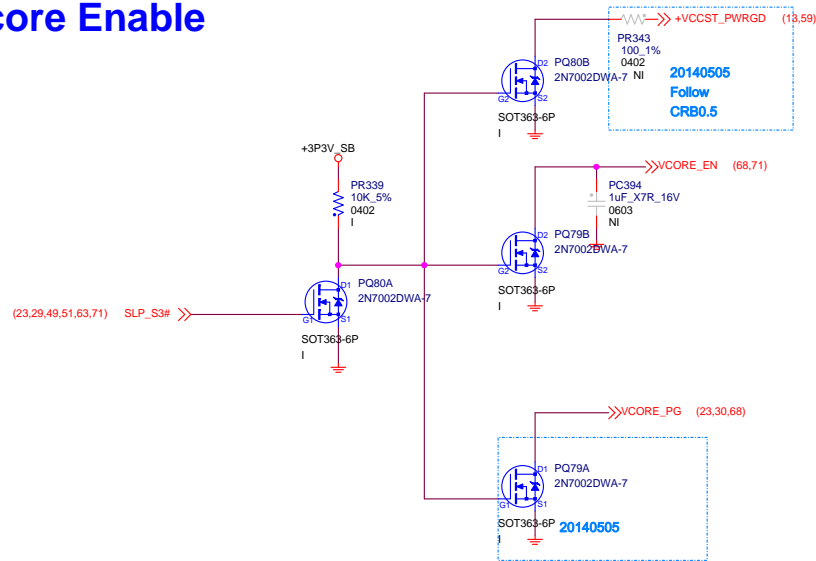 core Enable
+VCCST_PWRGD (13,59)
PR343
100_1%
0402
NI
20140505
Follow
CRB0.5
D2
PQ80B
2N7002DWA-7
G2
S2
SOT363-6P
I
+3P3V_SB
PR339
10K_5%
0402
I
VCORE_EN (68,71)
PC394
1uF_X7R_16V
0603
NI
D2
PQ79B
2N7002DWA-7
G2
S2
SOT363-6P
I
D1
PQ80A
2N7002DWA-7
(23,29,49,51,63,71) SLP_S3#
G1
S1
SOT363-6P
I
VCORE_PG (23,30,68)
D1
PQ79A
2N7002DWA-7
G1
S1
SOT363-6P
I
20140505